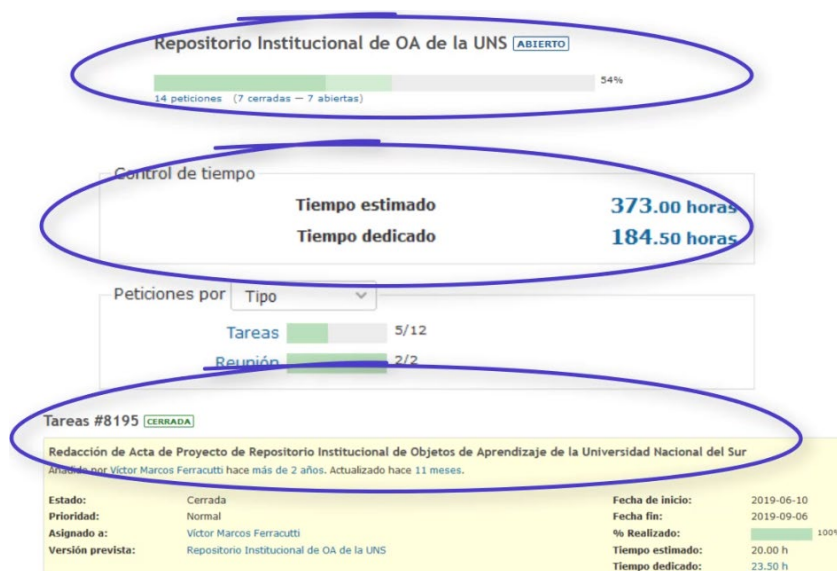 Repositorio Institucional de OA de la UNS ABIERTO
54%
14 peticiones (7 cerradas — 7 abiertas)
Control de tiempo
Tiempo estimado 373.00 horas
Tiempo dedicado 184.50 horas
Peticiones por Tipo
Tareas 5/12
Reunión 2/2
Tareas #8195 CERRADA
Redacción de Acta de Proyecto de Repositorio Institucional de Objetos de Aprendizaje de la Universidad Nacional del Sur
Añadido por Víctor Marcos Ferracutti hace más de 2 años. Actualizado hace 11 meses.
Estado: Cerrada Fecha de inicio: 2019-06-10
Prioridad: Normal Fecha fin: 2019-09-06
Asignado a: Víctor Marcos Ferracutti % Realizado: 100%
Versión prevista: Repositorio Institucional de OA de la UNS Tiempo estimado: 20.00 h
Tiempo dedicado: 23.50 h